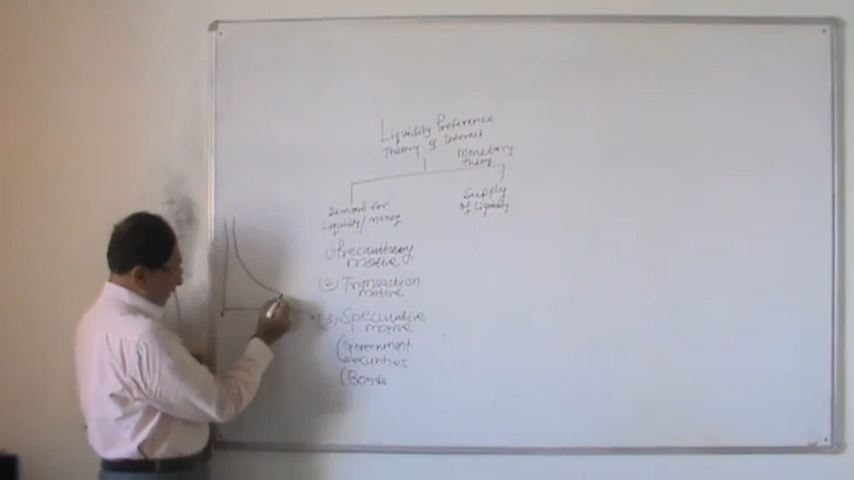 Liquidity Preference
Theory of Interest
Monetary
Theory
Demand for
Liquidity/money
Supply
of liquidity
(1) Precautionary
motive
(2) Transaction
motive
(3) Speculative
motive
(Government
securities
(Bonds